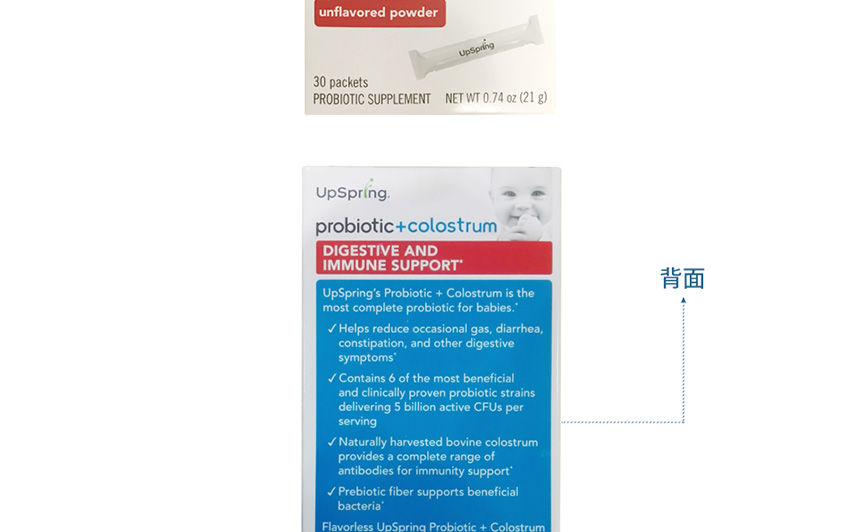 unflavored powder
UpSpring
30 packets
PROBIOTIC SUPPLEMENT NET WT 0.74 oz (21 g)
UpSpring.
probiotic+colostrum
DIGESTIVE AND
IMMUNE SUPPORT*
UpSpring's Probiotic + Colostrum is the
most complete probiotic for babies.*
✓Helps reduce occasional gas, diarrhea,
constipation, and other digestive
symptoms*
✓Contains 6 of the most beneficial
and clinically proven probiotic strains
delivering 5 billion active CFUs per
serving
✓Naturally harvested bovine colostrum
provides a complete range of
antibodies for immunity support*
✓Prebiotic fiber supports beneficial
bacteria*
Flavorless UpSpring Probiotic + Colostrum
背面